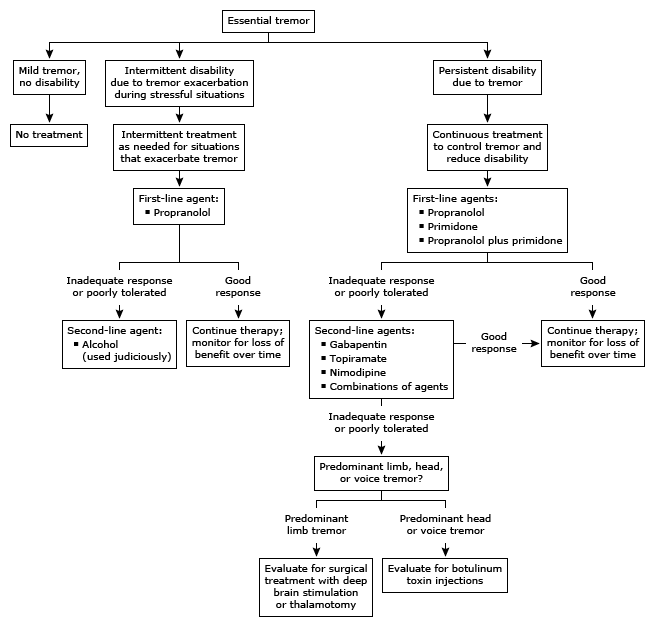 Essential tremor
Mild tremor,
no disability
Intermittent disability
due to tremor exacerbation
during stressful situations
Persistent disability
due to tremor
No treatment
Intermittent treatment
as needed for situations
that exacerbate tremor
Continuous treatment
to control tremor and
reduce disability
First-line agent:
▪ Propranolol
First-line agents:
▪ Propranolol
▪ Primidone
▪ Propranolol plus primidone
Inadequate response
or poorly tolerated
Good
response
Inadequate response
or poorly tolerated
Good
response
Second-line agent:
▪ Alcohol
(used judiciously)
Continue therapy;
monitor for loss of
benefit over time
Second-line agents:
▪ Gabapentin
▪ Topiramate
▪ Nimodipine
▪ Combinations of agents
Good
response
Continue therapy;
monitor for loss of
benefit over time
Inadequate response
or poorly tolerated
Predominant limb, head,
or voice tremor?
Predominant
limb tremor
Predominant head
or voice tremor
Evaluate for surgical
treatment with deep
brain stimulation
or thalamotomy
Evaluate for botulinum
toxin injections